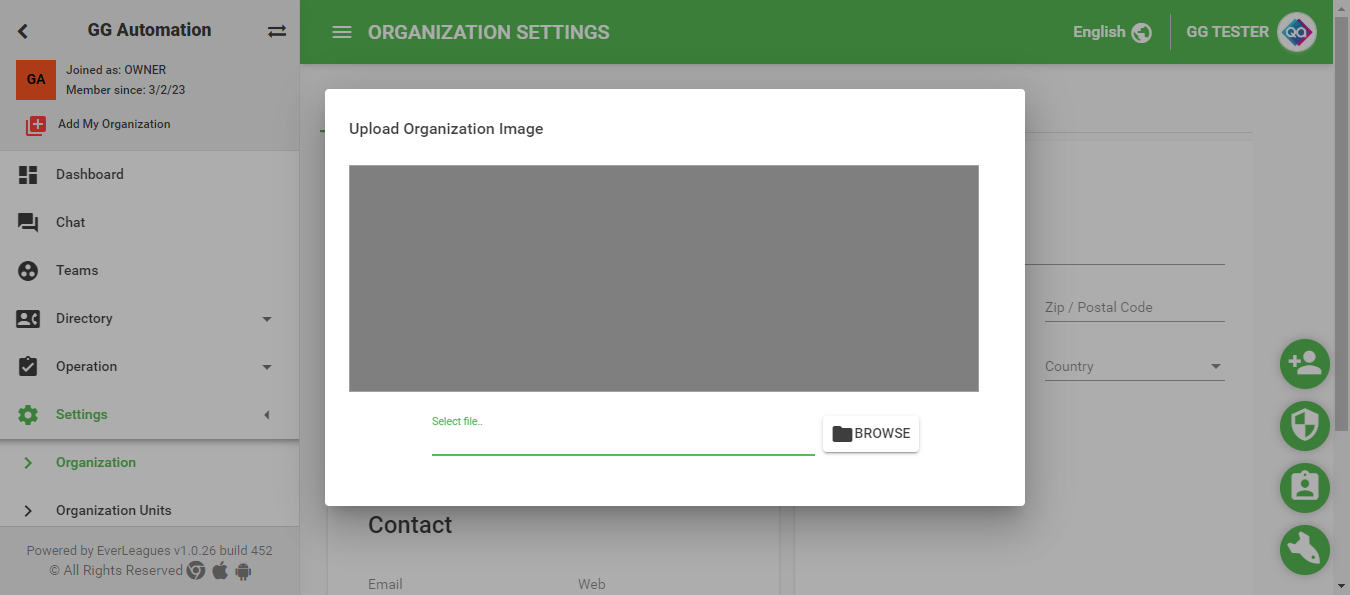 GG Automation
GA
Joined as: OWNER
Member since: 3/2/23
Add My Organization
Dashboard
Chat
Teams
Directory
Operation
Settings
Organization
Organization Units
Powered by EverLeagues v1.0.26 build 452
© All Rights Reserved
ORGANIZATION SETTINGS
English
GG TESTER
QA
Upload Organization Image
Select file..
BROWSE
Zip / Postal Code
Country
Contact
Email
Web